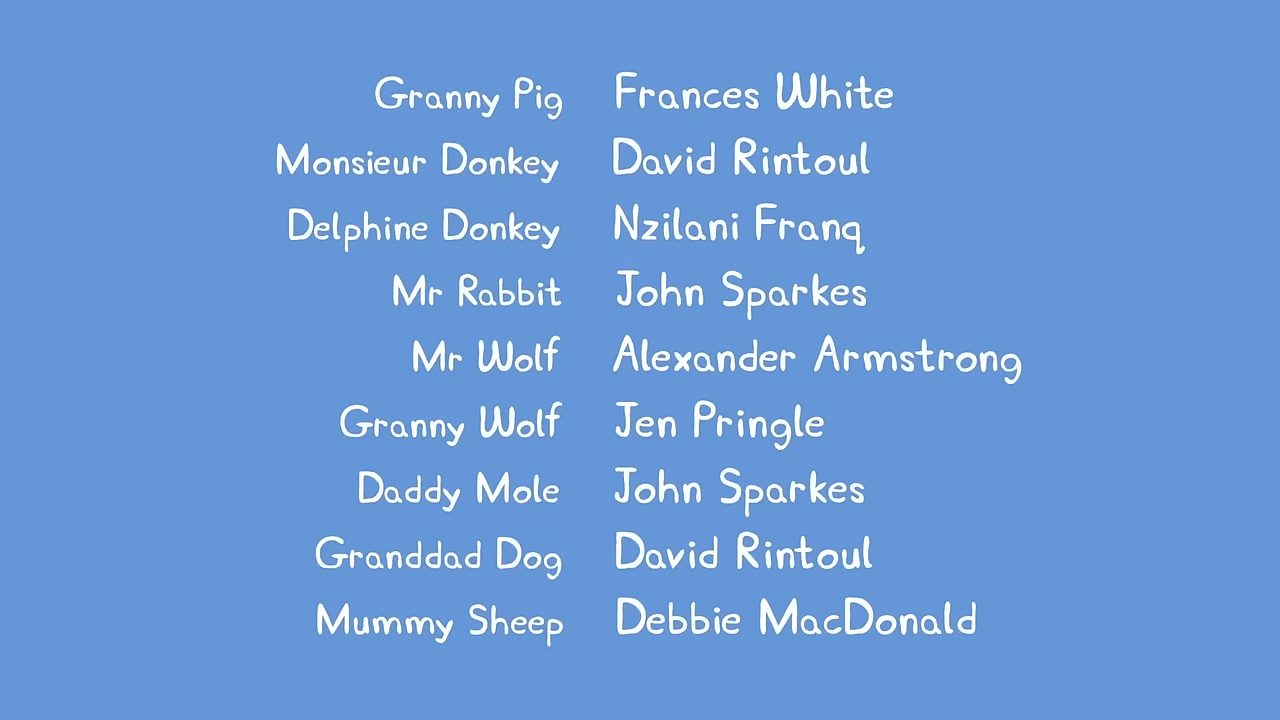 Granny Pig Frances White
Monsieur Donkey David Rintoul
Delphine Donkey Nzilani Franq
Mr Rabbit John Sparkes
Mr Wolf Alexander Armstrong
Granny Wolf Jen Pringle
Daddy Mole John Sparkes
Granddad Dog David Rintoul
Mummy Sheep Debbie MacDonald